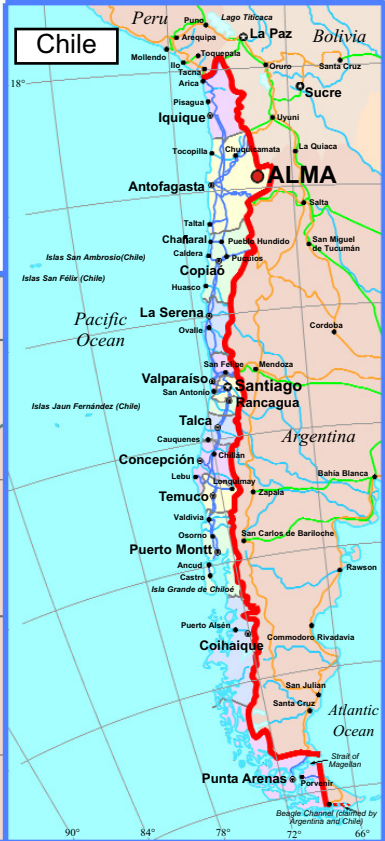 Peru
Puno
Lago Titicaca
Chile
La Paz
Bolivia
Arequipa
Mollendo
Toquepala
Ilo
Oruro
Santa Cruz
Tacna
18°
Arica
Sucre
Pisagua
Iquique
Uyuni
Tocopilla
Chuquicamata
La Quiaca
ALMA
Antofagasta
Salta
Taltal
Chañaral
Pueblo Hundido
San Miguel
de Tucumán
Islas San Ambrosio(Chile)
Caldera
Puquios
Copiaó
Islas San Félix (Chile)
Huasco
La Serena
Pacific
Ocean
Ovalle
Cordoba
San Felipe
Mendoza
Valparaíso
Santiago
San Antonio
Rancagua
Islas Jaun Fernández (Chile)
Talca
Cauquenes
Argentina
Chillán
Concepción
Bahía Blanca
Lebu
Lonquimay
Temuco
Zapala
Valdivia
Osorno
San Carlos de Bariloche
Puerto Montt
Ancud
Rawson
Castro
Isla Grande de Chiloé
Puerto Alsén
Commodoro Rivadavia
Coihaique
San Julian
Santa Cruz
Atlantic
Ocean
Strait of
Magellan
Punta Arenas
Porvenir
Beagle Channel (claimed by
Argentina and Chile)
90°
84°
78°
72°
66°